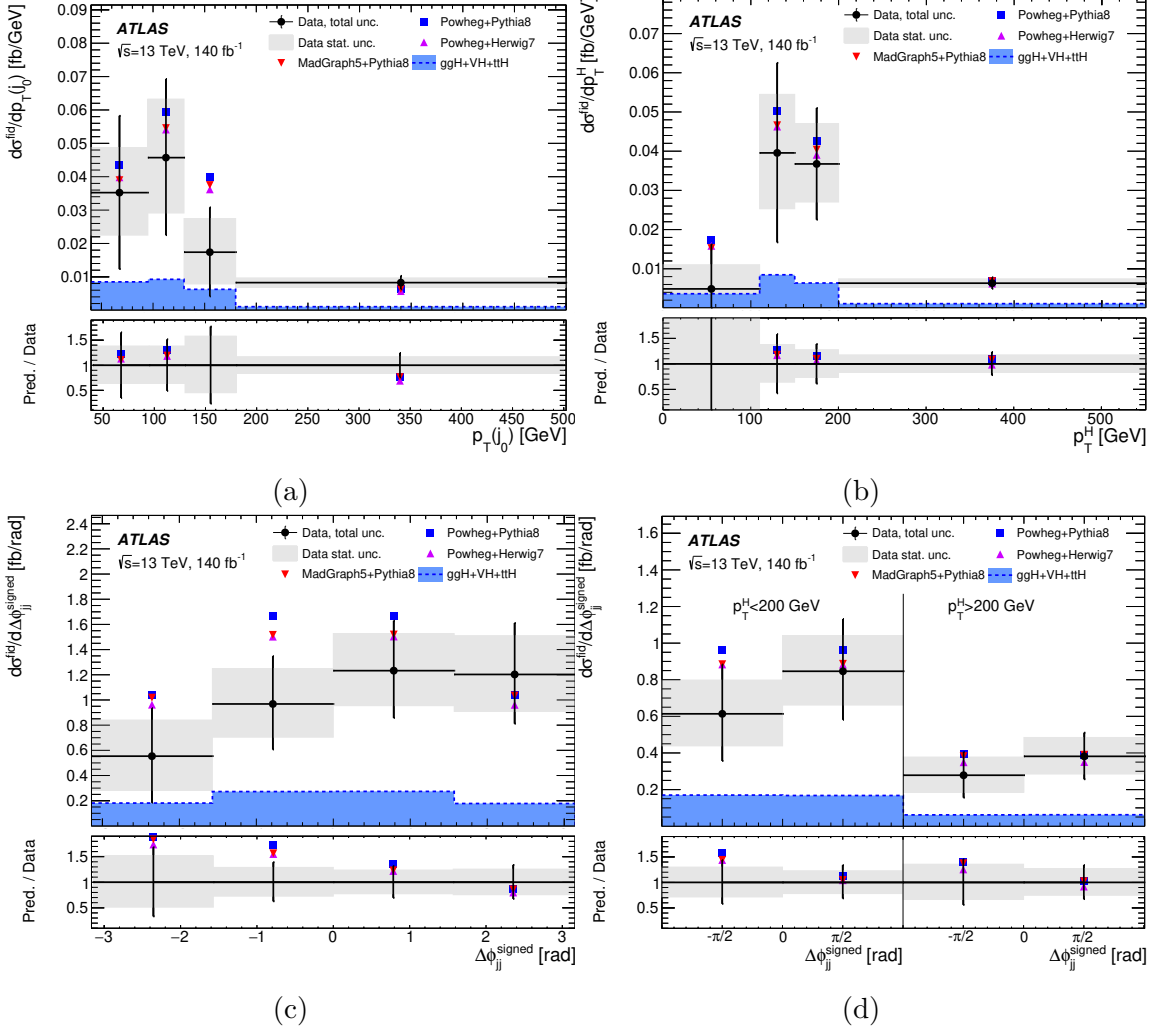 ATLAS
√s=13 TeV, 140 fb⁻¹
Data, total unc.
Data stat. unc.
MadGraph5+Pythia8
Powheg+Pythia8
Powheg+Herwig7
ggH+VH+ttH
dσ^fid/dp_T(j_0) [fb/GeV]
0.09
0.08
0.07
0.06
0.05
0.04
0.03
0.02
0.01
Pred. / Data
1.5
1
0.5
50 100 150 200 250 300 350 400 450 500
p_T(j_0) [GeV]
(a)
ATLAS
√s=13 TeV, 140 fb⁻¹
Data, total unc.
Data stat. unc.
MadGraph5+Pythia8
Powheg+Pythia8
Powheg+Herwig7
ggH+VH+ttH
dσ^fid/dp_T^H [fb/GeV]
0.07
0.06
0.05
0.04
0.03
0.02
0.01
Pred. / Data
1.5
1
0.5
0 100 200 300 400 500
p_T^H [GeV]
(b)
ATLAS
√s=13 TeV, 140 fb⁻¹
Data, total unc.
Data stat. unc.
MadGraph5+Pythia8
Powheg+Pythia8
Powheg+Herwig7
ggH+VH+ttH
dσ^fid/dΔϕ_jj^signed [fb/rad]
2.4
2.2
2
1.8
1.6
1.4
1.2
1
0.8
0.6
0.4
0.2
Pred. / Data
1.5
1
0.5
−3 −2 −1 0 1 2 3
Δϕ_jj^signed [rad]
(c)
ATLAS
√s=13 TeV, 140 fb⁻¹
Data, total unc.
Data stat. unc.
MadGraph5+Pythia8
Powheg+Pythia8
Powheg+Herwig7
ggH+VH+ttH
p_T^H<200 GeV
p_T^H>200 GeV
dσ^fid/dΔϕ_jj^signed [fb/rad]
1.6
1.4
1.2
1
0.8
0.6
0.4
0.2
Pred. / Data
1.5
1
0.5
-π/2 0 π/2 -π/2 0 π/2
Δϕ_jj^signed [rad] Δϕ_jj^signed [rad]
(d)